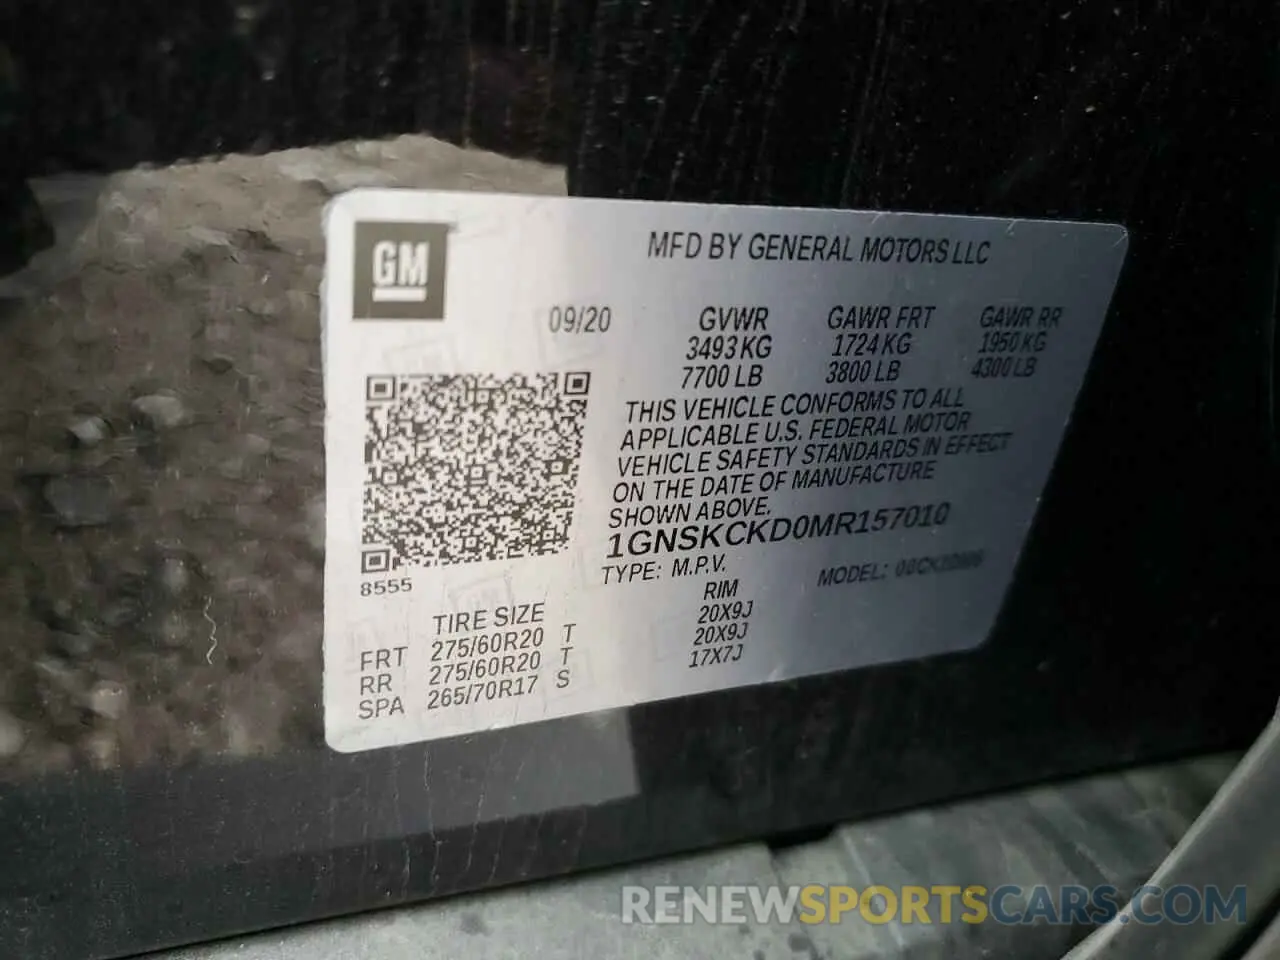 GM
MFD BY GENERAL MOTORS LLC
09/20
GVWR GAWR FRT GAWR RR
3493 KG 1724 KG 1950 KG
7700 LB 3800 LB 4300 LB
THIS VEHICLE CONFORMS TO ALL
APPLICABLE U.S. FEDERAL MOTOR
VEHICLE SAFETY STANDARDS IN EFFECT
ON THE DATE OF MANUFACTURE
SHOWN ABOVE.
1GNSKCKD0MR157010
TYPE: M.P.V. MODEL:
8555
TIRE SIZE RIM
FRT 275/60R20 T 20X9J
RR 275/60R20 T 20X9J
SPA 265/70R17 S 17X7J
RENEWSPORTSCARS.COM